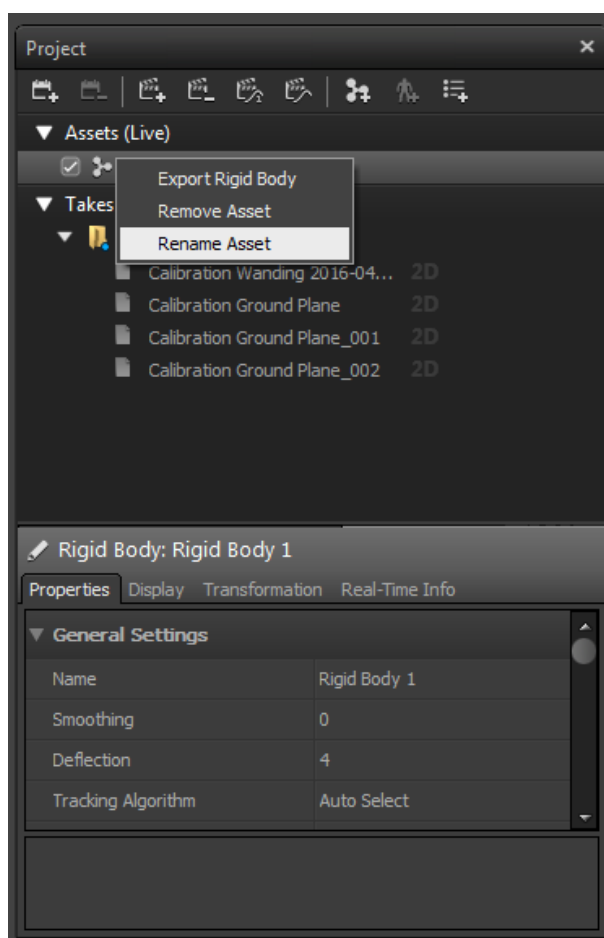 Project
Assets (Live)
Export Rigid Body
Remove Asset
Takes
Rename Asset
Calibration Wanding 2016-04... 2D
Calibration Ground Plane 2D
Calibration Ground Plane_001 2D
Calibration Ground Plane_002 2D
Rigid Body: Rigid Body 1
Properties Display Transformation Real-Time Info
General Settings
Name Rigid Body 1
Smoothing 0
Deflection 4
Tracking Algorithm Auto Select